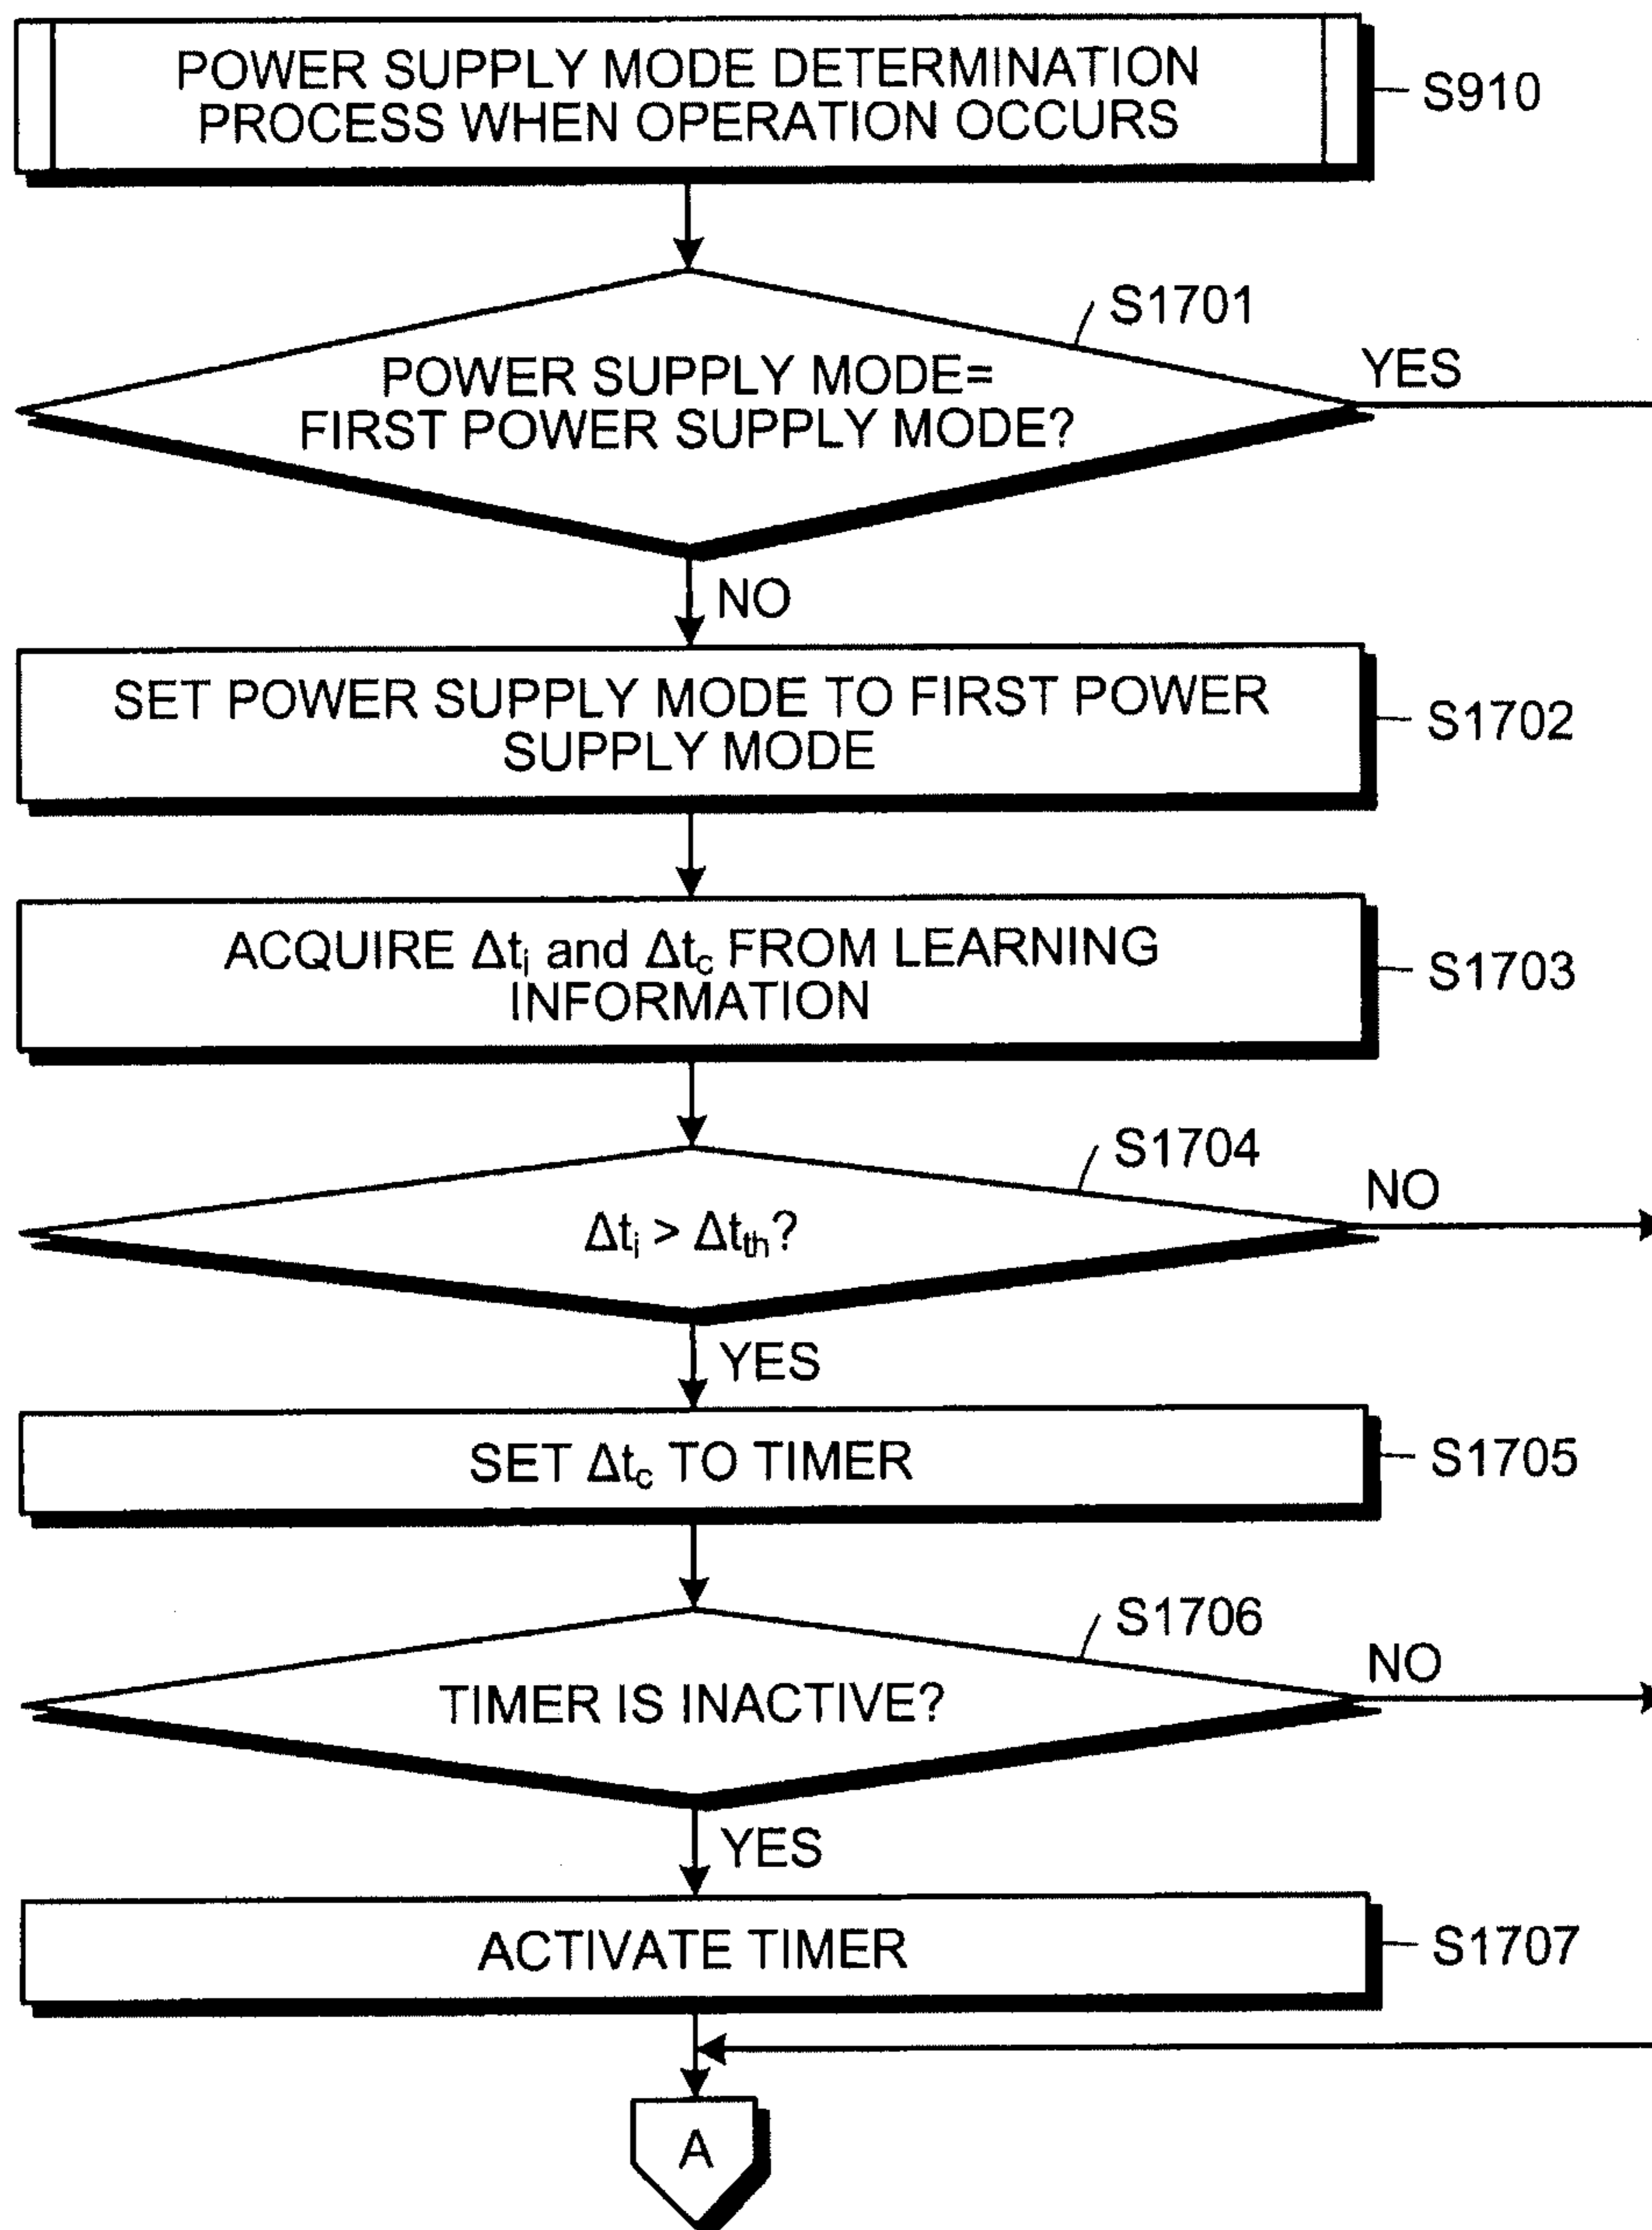 POWER SUPPLY MODE DETERMINATION
PROCESS WHEN OPERATION OCCURS
S910
S1701
POWER SUPPLY MODE=
FIRST POWER SUPPLY MODE?
YES
NO
SET POWER SUPPLY MODE TO FIRST POWER
SUPPLY MODE
S1702
ACQUIRE Δti and Δtc FROM LEARNING
INFORMATION
S1703
S1704
Δti > Δtth?
NO
YES
SET Δtc TO TIMER
S1705
S1706
TIMER IS INACTIVE?
NO
YES
ACTIVATE TIMER
S1707
A